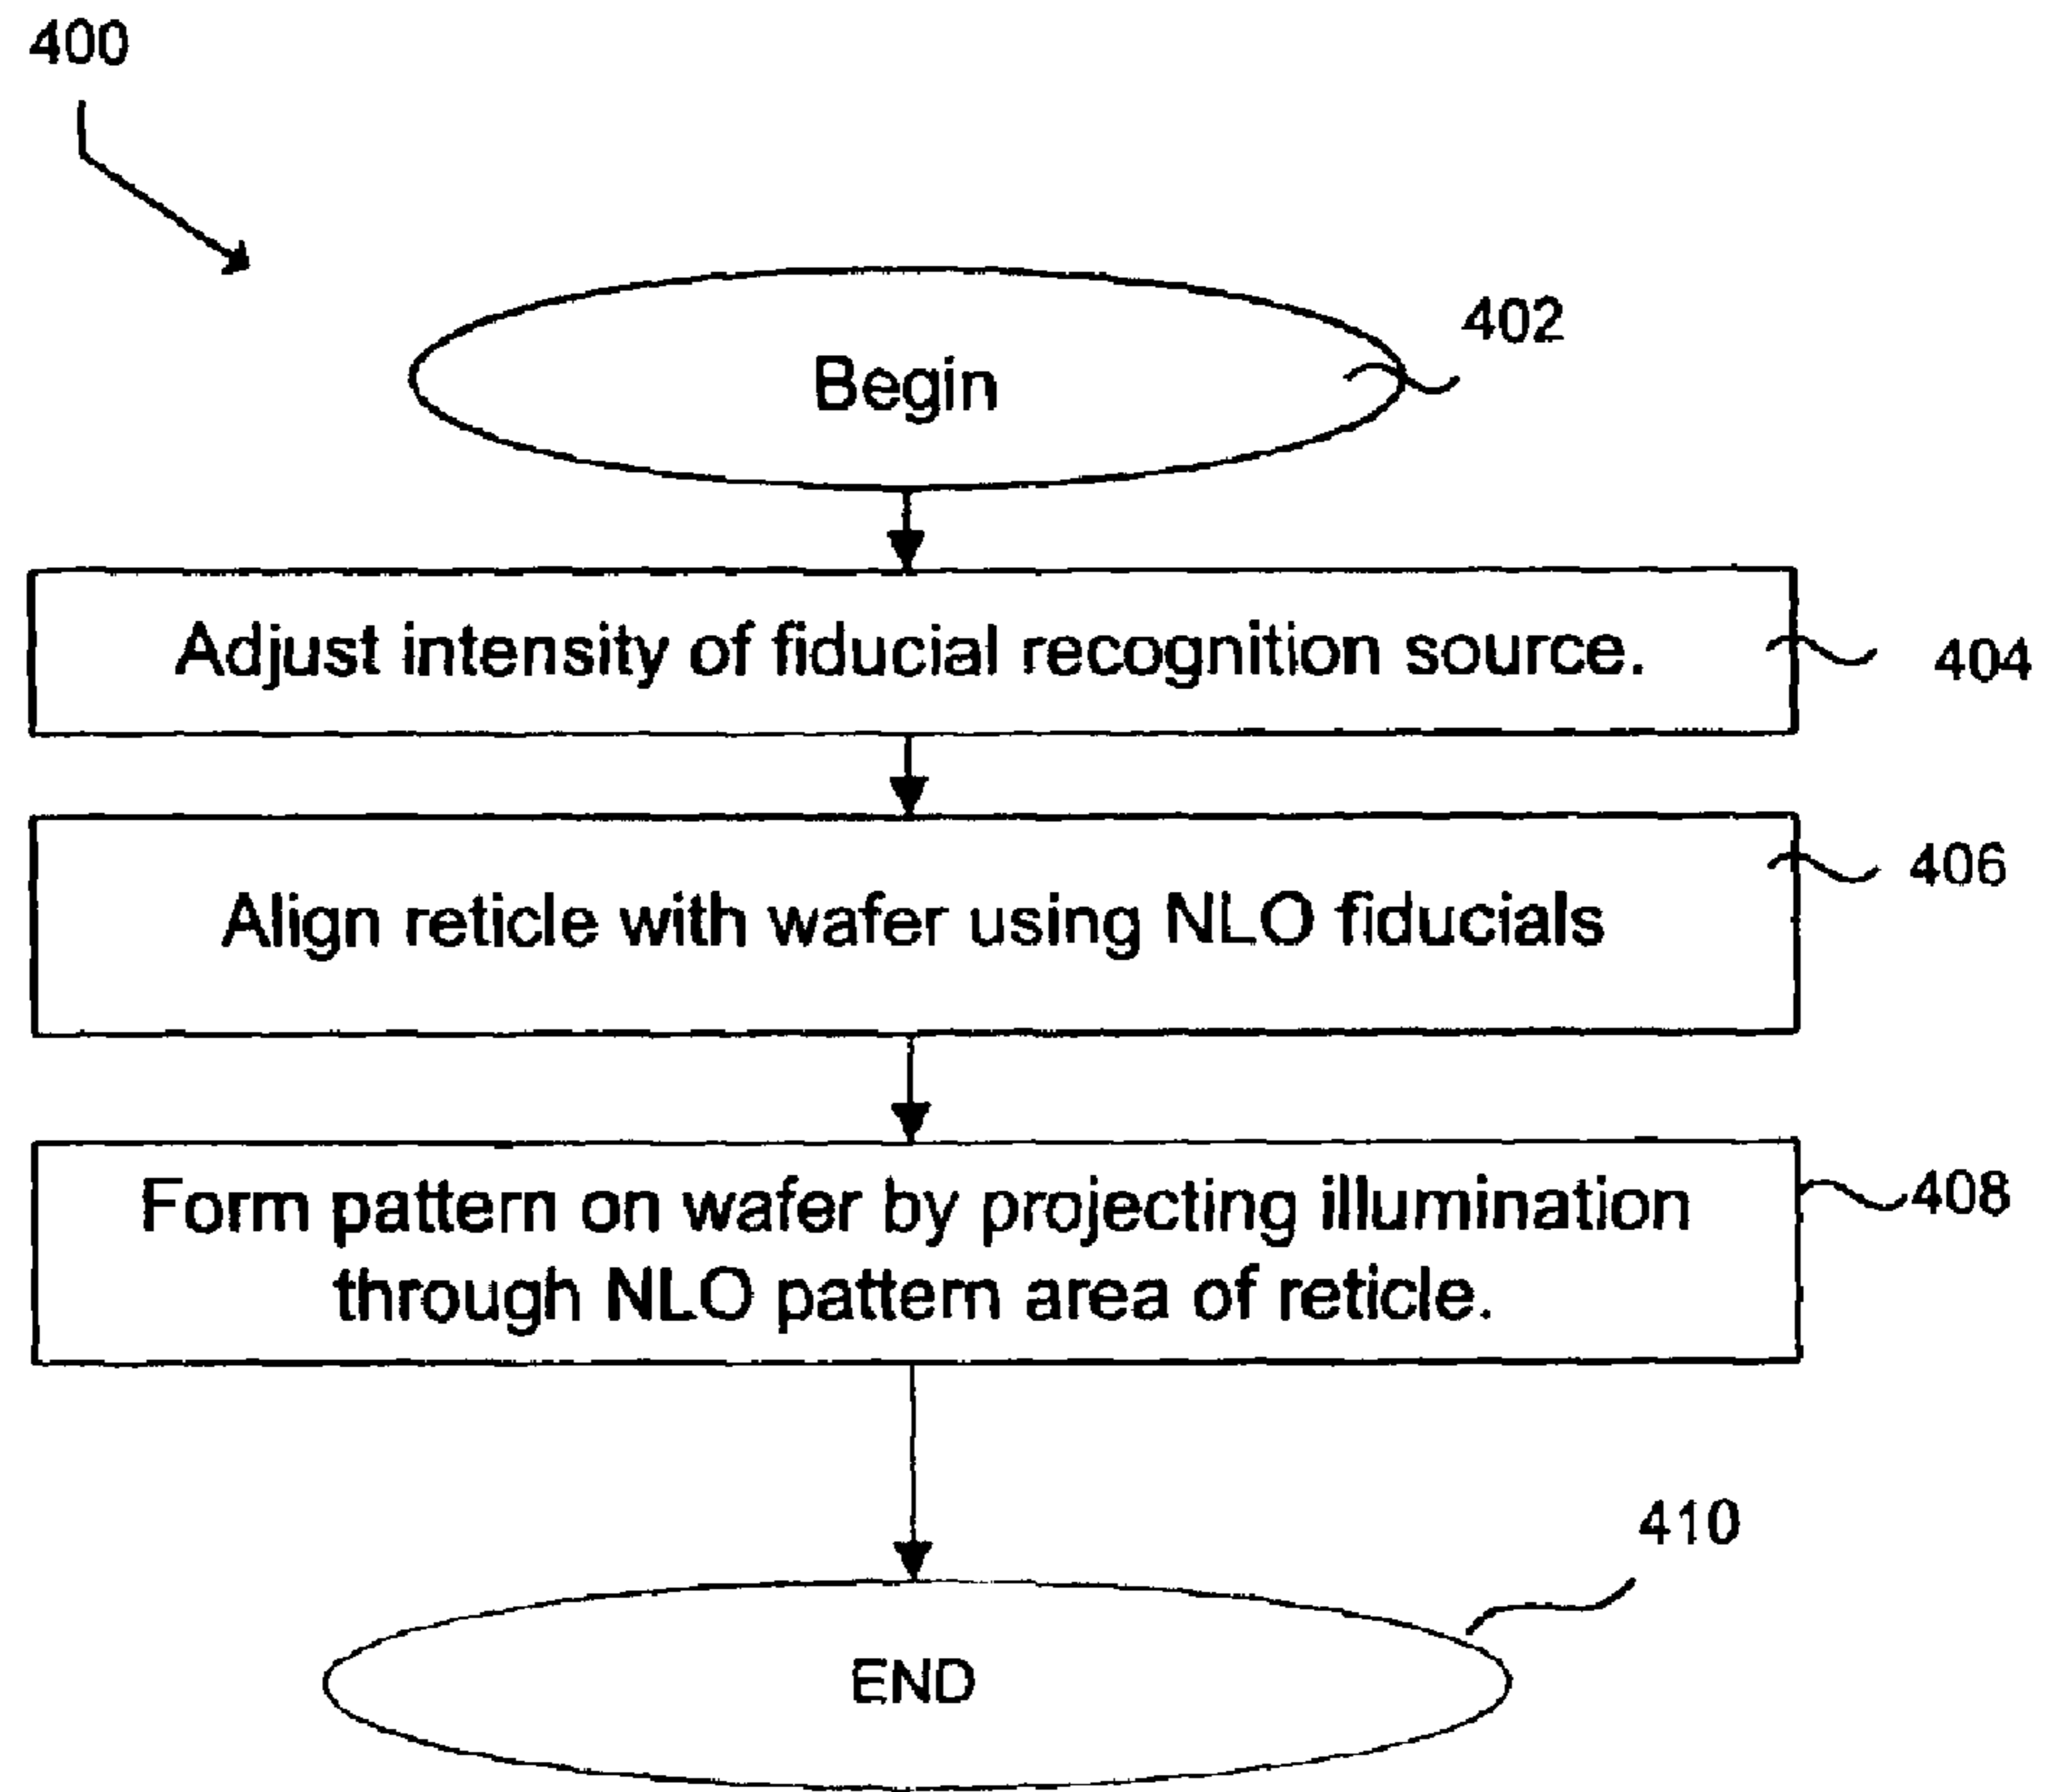 400
402
Begin
Adjust intensity of fiducial recognition source.
404
406
Align reticle with wafer using NLO fiducials
Form pattern on wafer by projecting illumination
408
through NLO pattern area of reticle.
410
END